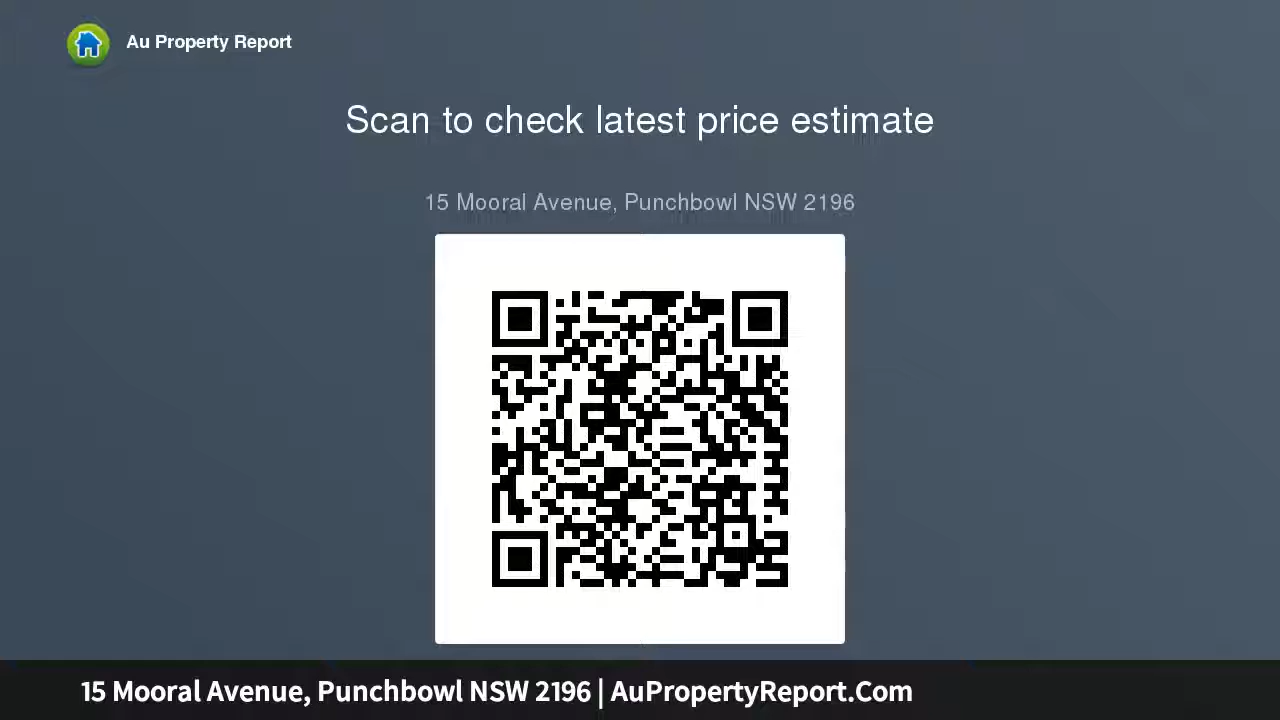 Au Property Report
Scan to check latest price estimate
15 Mooral Avenue, Punchbowl NSW 2196
15 Mooral Avenue, Punchbowl NSW 2196 | AuPropertyReport.Com